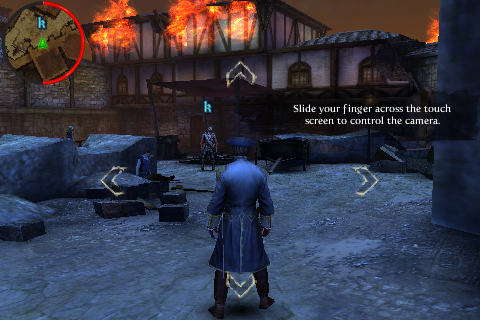 k
k
Slide your finger across the touch
screen to control the camera.